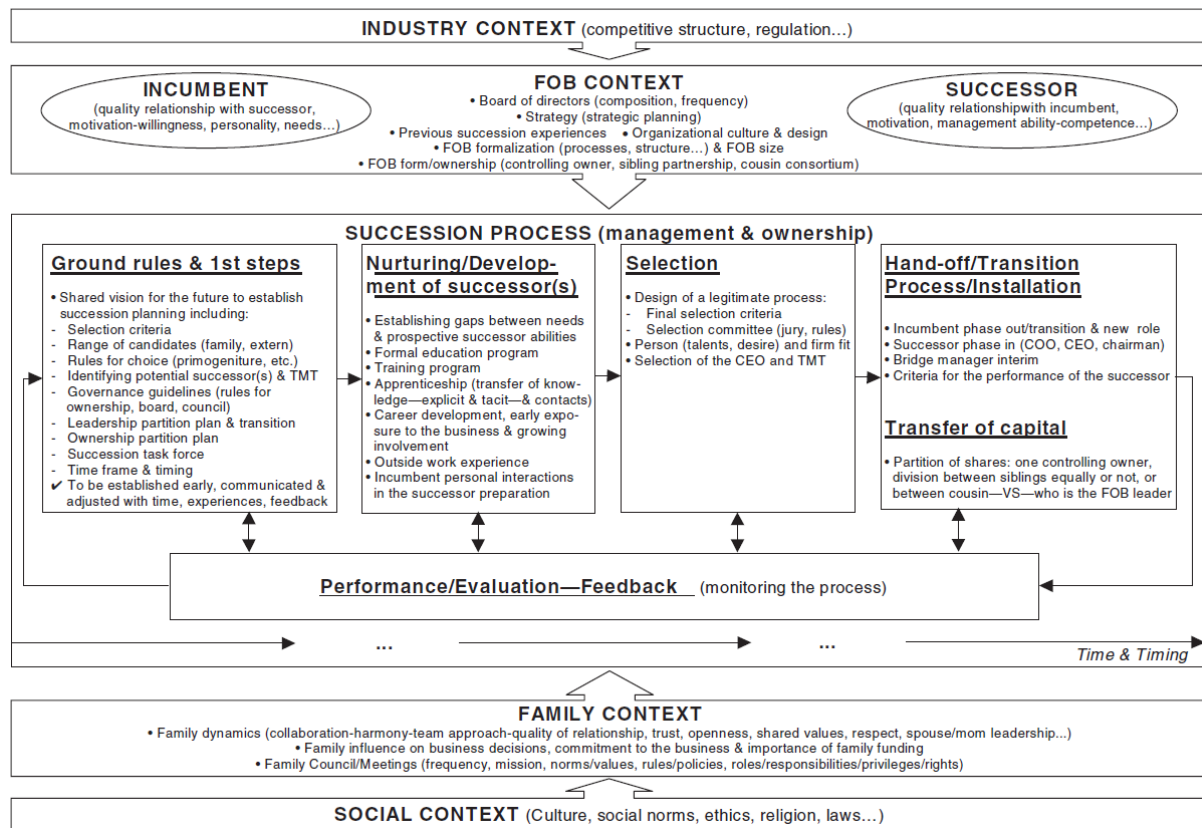 INDUSTRY CONTEXT (competitive structure, regulation…)
FOB CONTEXT
• Board of directors (composition, frequency)
• Strategy (strategic planning)
• Previous succession experiences • Organizational culture & design
• FOB formalization (processes, structure…) & FOB size
• FOB form/ownership (controlling owner, sibling partnership, cousin consortium)
INCUMBENT
(quality relationship with successor,
motivation-willingness, personality, needs…)
SUCCESSOR
(quality relationshipwith incumbent,
motivation, management ability-competence…)
SUCCESSION PROCESS (management & ownership)
Ground rules & 1st steps
• Shared vision for the future to establish
succession planning including:
- Selection criteria
- Range of candidates (family, extern)
- Rules for choice (primogeniture, etc.)
- Identifying potential successor(s) & TMT
- Governance guidelines (rules for
ownership, board, council)
- Leadership partition plan & transition
- Ownership partition plan
- Succession task force
- Time frame & timing
✔ To be established early, communicated &
adjusted with time, experiences, feedback
Nurturing/Develop-
ment of successor(s)
• Establishing gaps between needs
& prospective successor abilities
• Formal education program
• Training program
• Apprenticeship (transfer of know-
ledge—explicit & tacit—& contacts)
• Career development, early expo-
sure to the business & growing
involvement
• Outside work experience
• Incumbent personal interactions
in the successor preparation
Selection
• Design of a legitimate process:
- Final selection criteria
- Selection committee (jury, rules)
• Person (talents, desire) and firm fit
• Selection of the CEO and TMT
Hand-off/Transition
Process/Installation
• Incumbent phase out/transition & new role
• Successor phase in (COO, CEO, chairman)
• Bridge manager interim
• Criteria for the performance of the successor
Transfer of capital
• Partition of shares: one controlling owner,
division between siblings equally or not, or
between cousin—VS—who is the FOB leader
Performance/Evaluation—Feedback (monitoring the process)
... ...
Time & Timing
FAMILY CONTEXT
• Family dynamics (collaboration-harmony-team approach-quality of relationship, trust, openness, shared values, respect, spouse/mom leadership...)
• Family influence on business decisions, commitment to the business & importance of family funding
• Family Council/Meetings (frequency, mission, norms/values, rules/policies, roles/responsibilities/privileges/rights)
SOCIAL CONTEXT (Culture, social norms, ethics, religion, laws…)